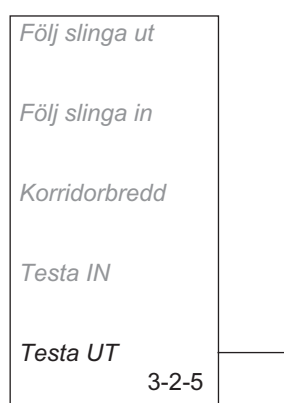 Följ slinga ut
Följ slinga in
Korridorbredd
Testa IN
Testa UT
3-2-5